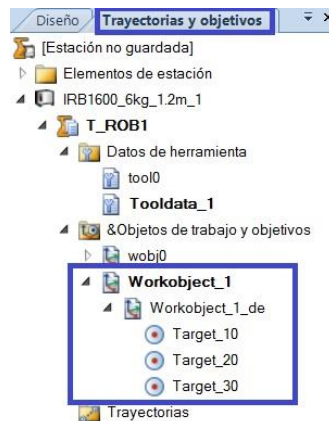 Diseño Trayectorias y objetivos
[Estación no guardada]
Elementos de estación
IRB1600_6kg_1.2m_1
T_ROB1
Datos de herramienta
tool0
Tooldata_1
&Objetos de trabajo y objetivos
wobj0
Workobject_1
Workobject_1_de
Target_10
Target_20
Target_30
Trayectorias